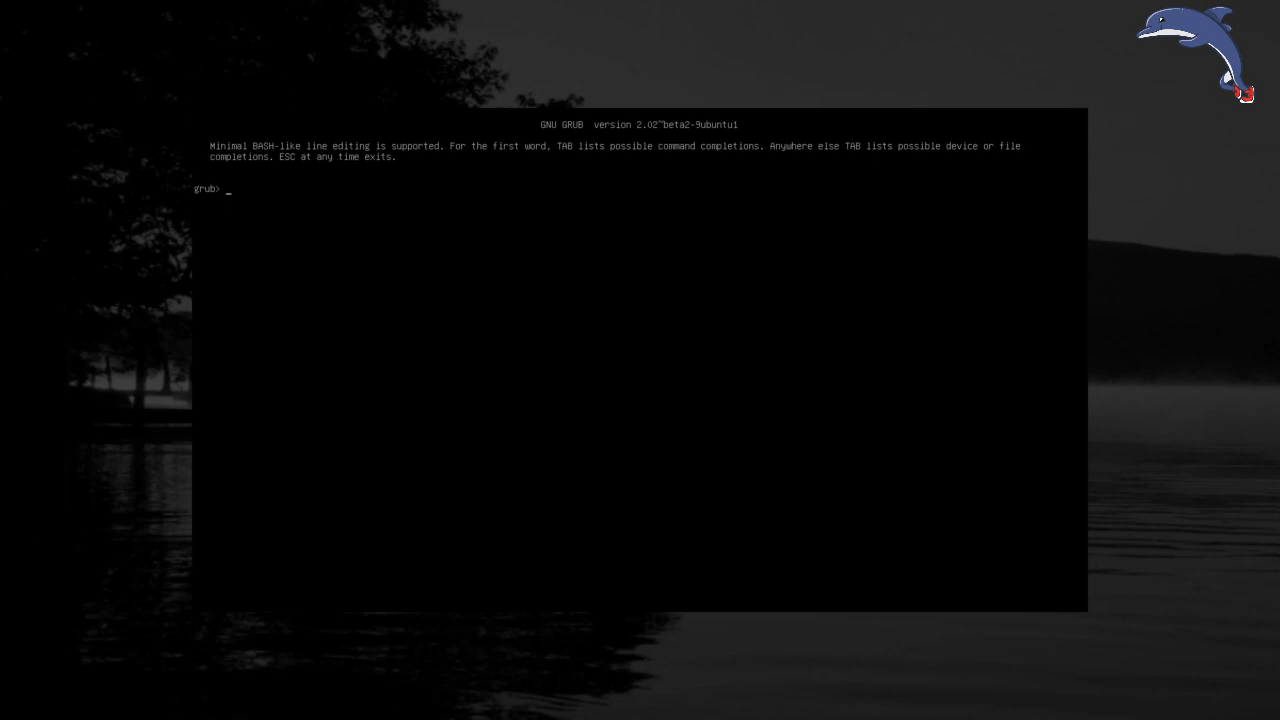 GNU GRUB  version 2.02~beta2-9ubuntu1
Minimal BASH-like line editing is supported. For the first word, TAB lists possible command completions. Anywhere else TAB lists possible device or file
completions. ESC at any time exits.
grub> _